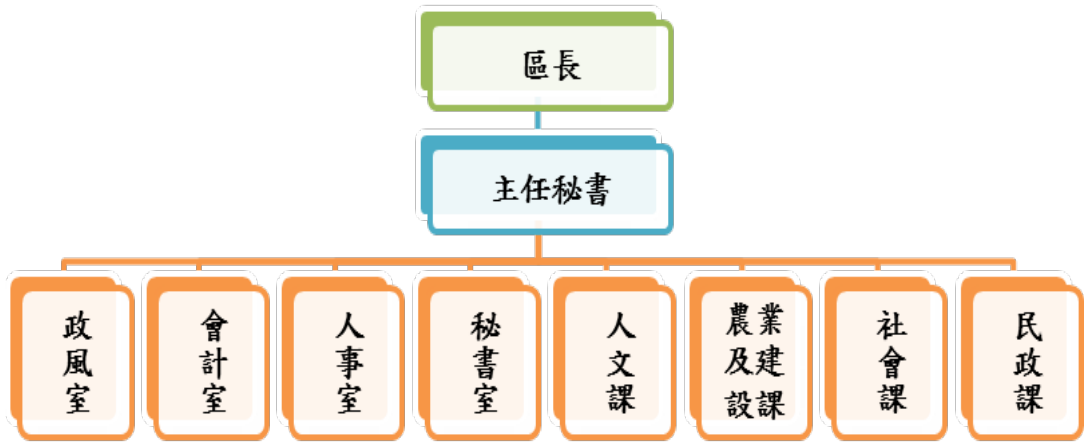 區長
主任秘書
政風室
會計室
人事室
秘書室
人文課
農業
及建
設課
社會課
民政課